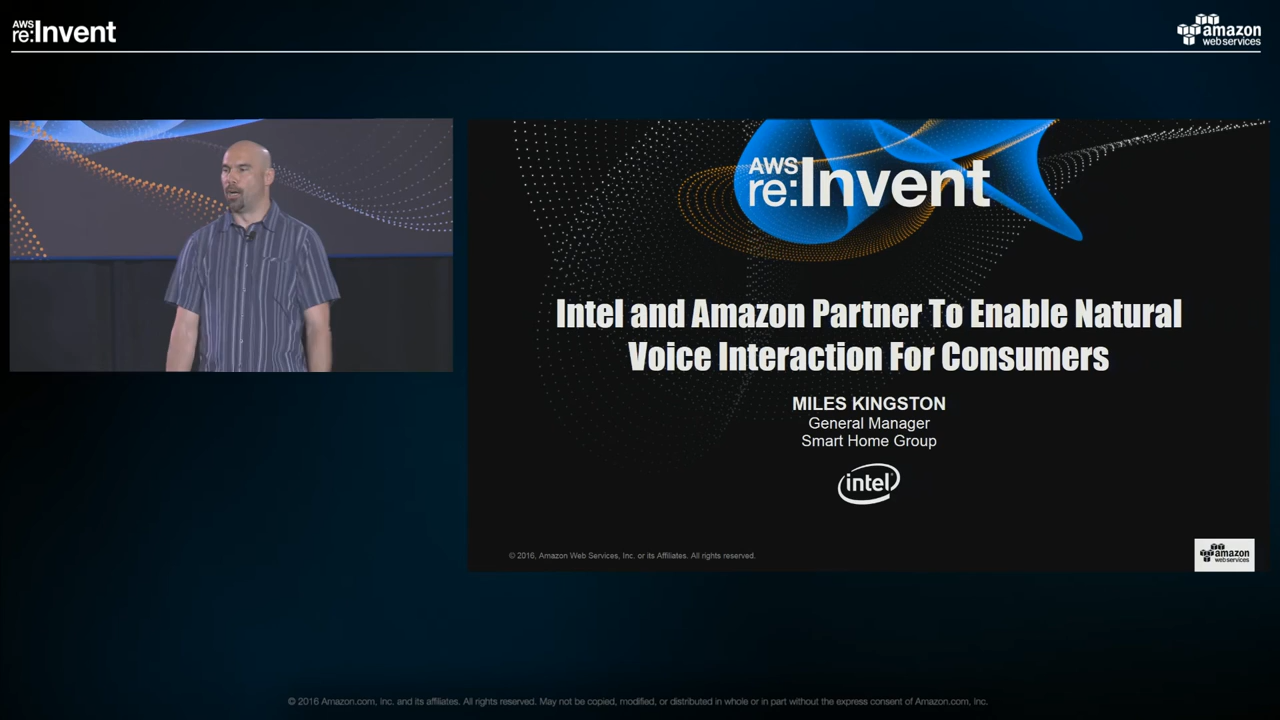 AWS
re:Invent
amazon
web services
AWS
re:Invent
Intel and Amazon Partner To Enable Natural
Voice Interaction For Consumers
MILES KINGSTON
General Manager
Smart Home Group
intel
© 2016, Amazon Web Services, Inc. or its Affiliates. All rights reserved.
amazon
web services
© 2016 Amazon.com, Inc. and its affiliates. All rights reserved. May not be copied, modified, or distributed in whole or in part without the express consent of Amazon.com, Inc.